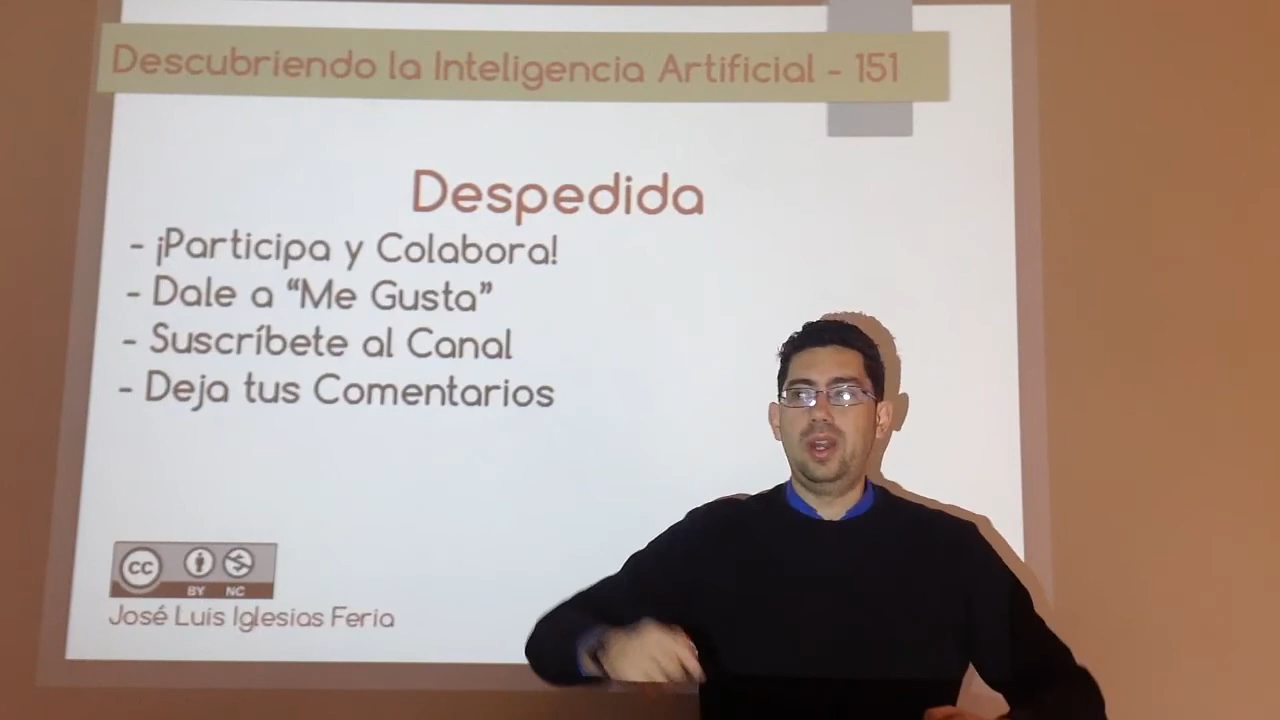 Descubriendo la Inteligencia Artificial - 151
Despedida
- ¡Participa y Colabora!
- Dale a “Me Gusta”
- Suscríbete al Canal
- Deja tus Comentarios
CC BY NC
José Luis Iglesias Feria